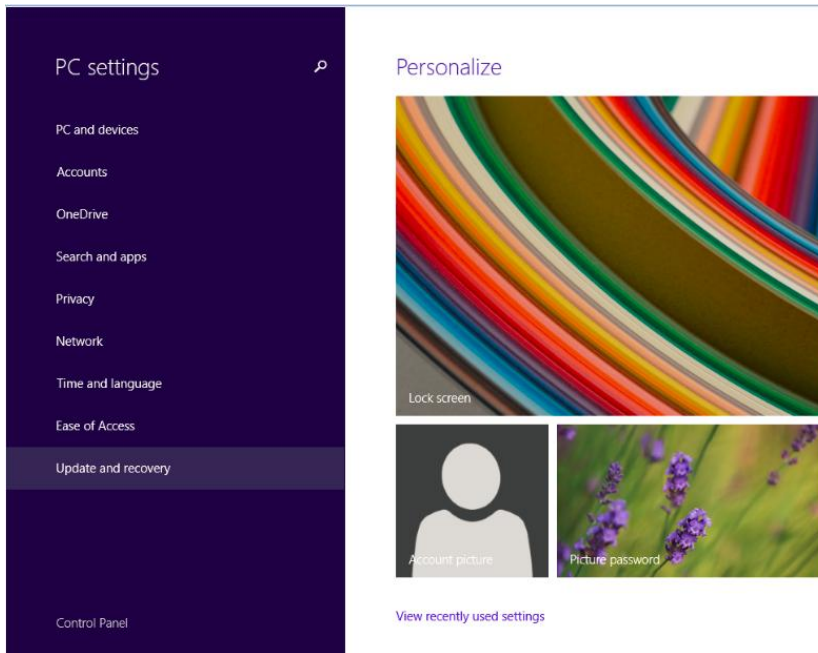 PC settings
PC and devices
Accounts
OneDrive
Search and apps
Privacy
Network
Time and language
Ease of Access
Update and recovery
Control Panel
Personalize
Lock screen
Account picture
Picture password
View recently used settings